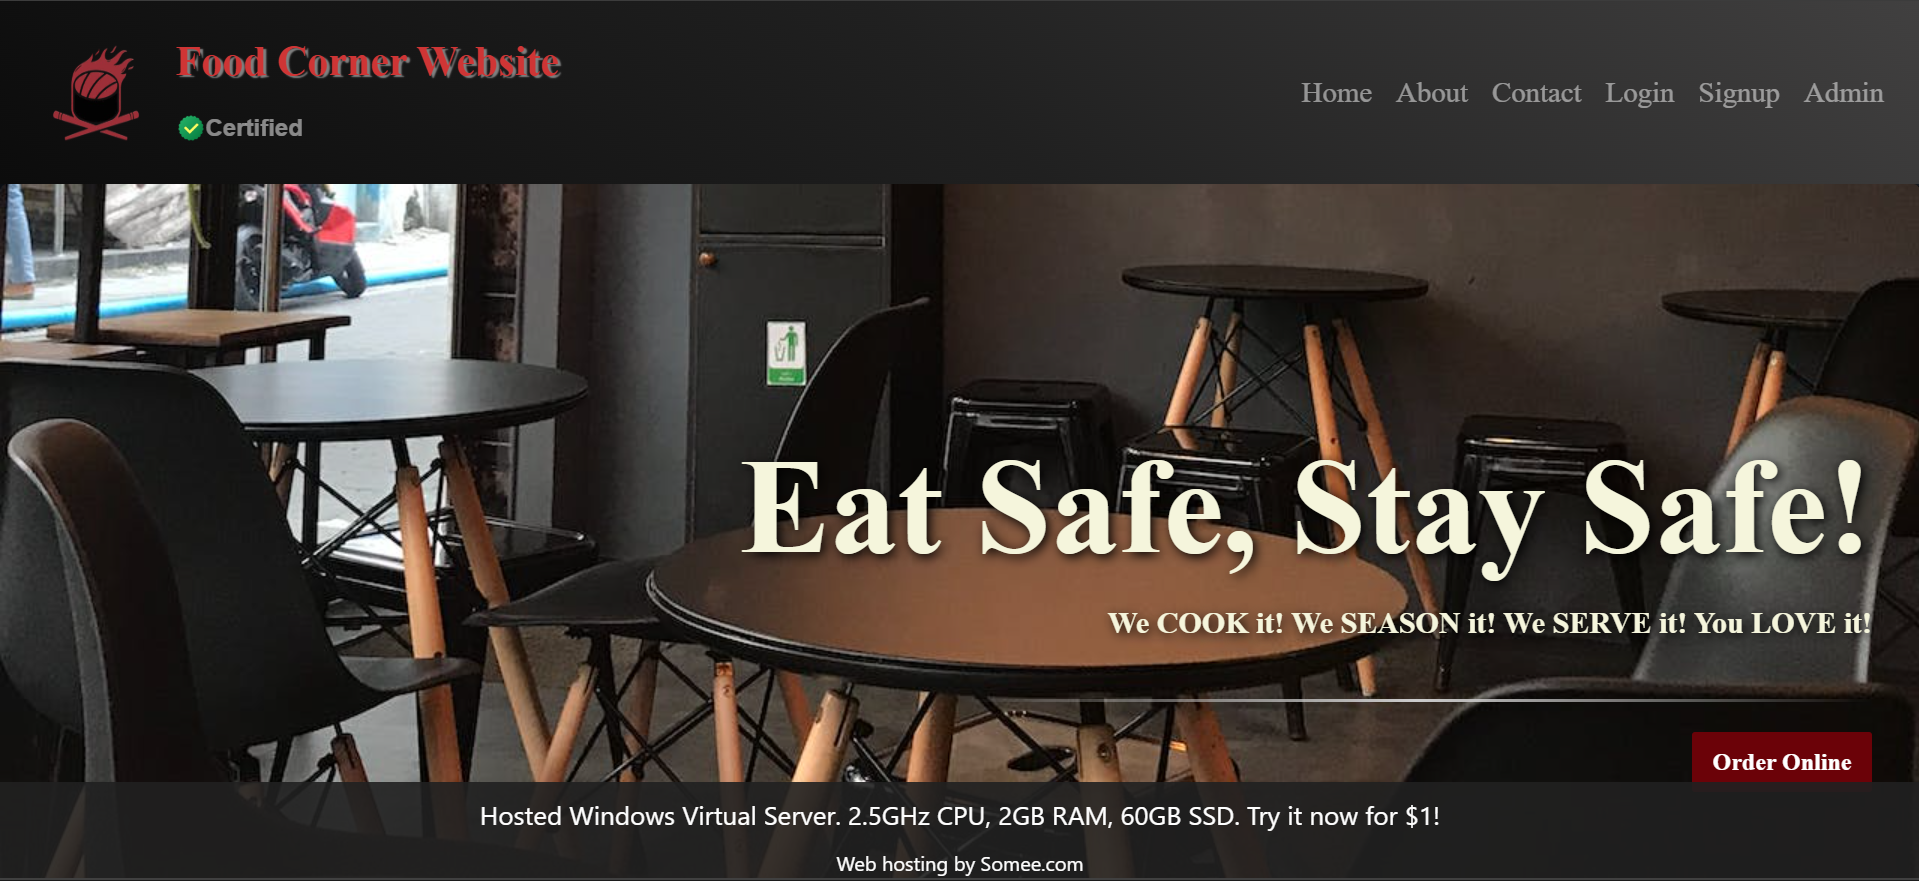 Food Corner Website
Certified
Home About Contact Login Signup Admin
Eat Safe, Stay Safe!
We COOK it! We SEASON it! We SERVE it! You LOVE it!
Order Online
Hosted Windows Virtual Server. 2.5GHz CPU, 2GB RAM, 60GB SSD. Try it now for $1!
Web hosting by Somee.com